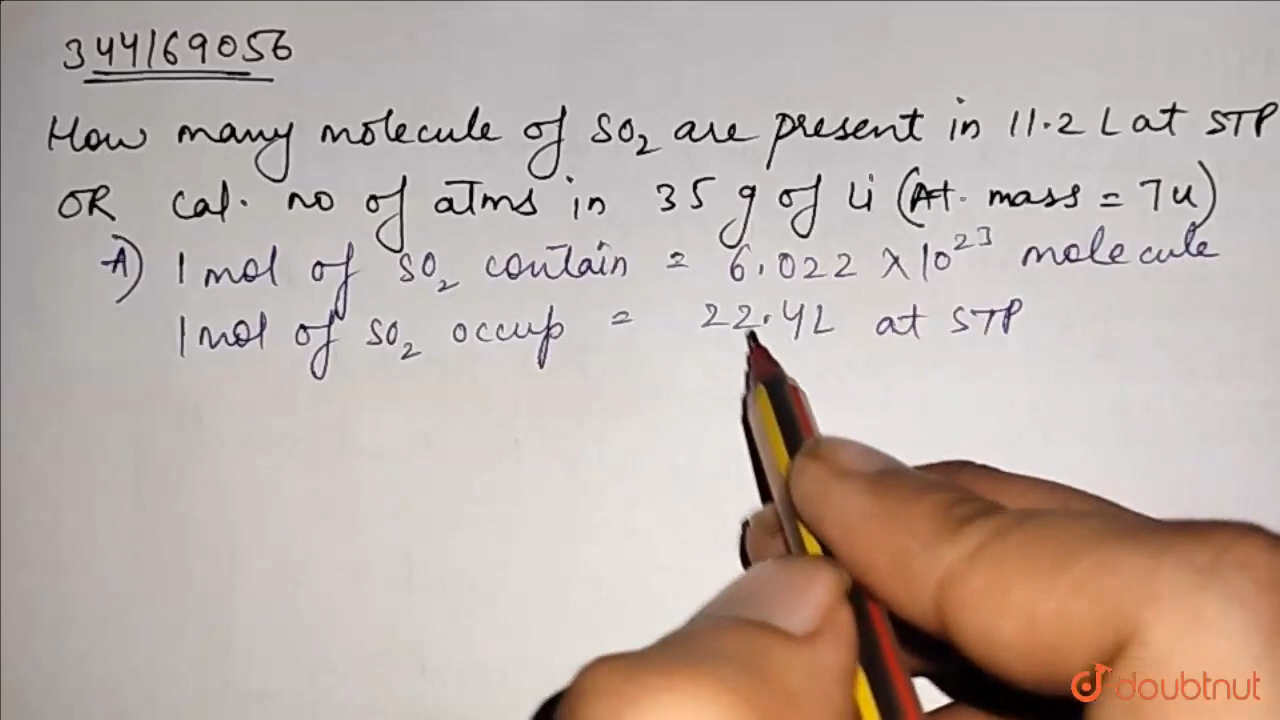 344169056
How many molecule of SO2 are present in 11.2 L at STP
OR cal. no of atms in 35 g of Li (At. mass = 7u)
A) 1 mol of SO2 contain = 6.022 x 10^23 molecule
1 mol of SO2 occup = 22.4L at STP
doubtnut